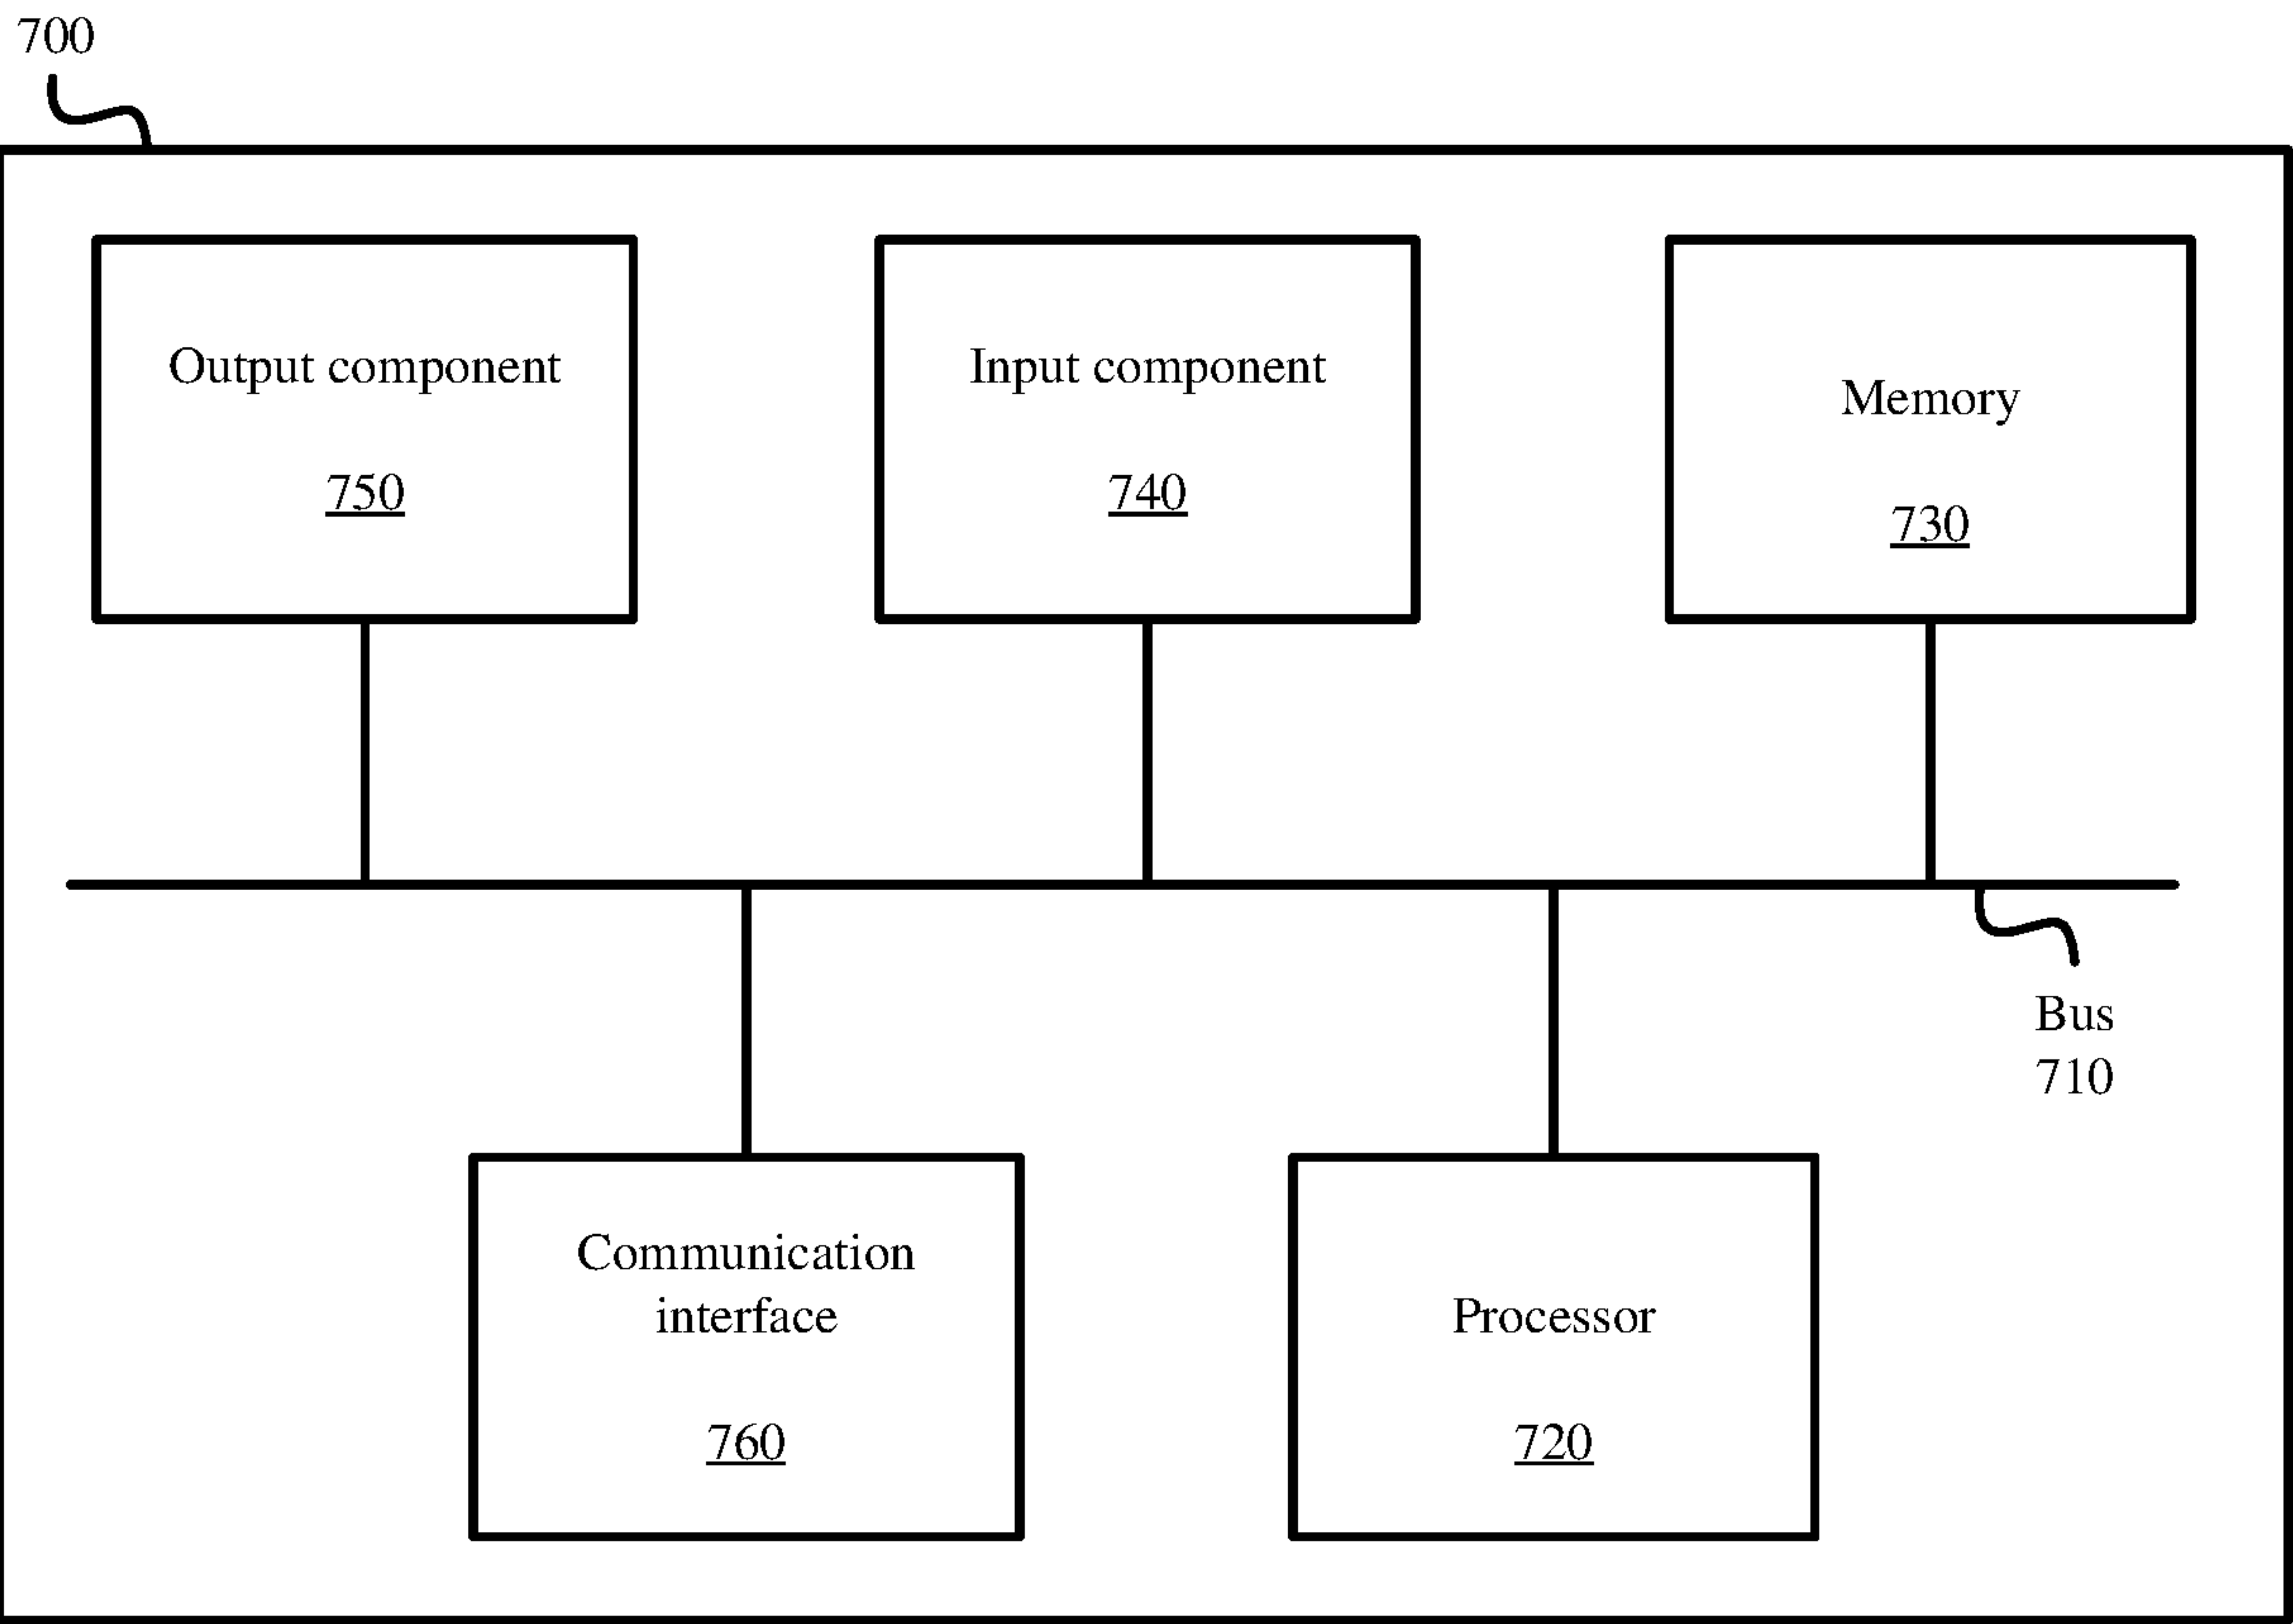 700
Output component
750
Input component
740
Memory
730
Bus
710
Communication
interface
760
Processor
720